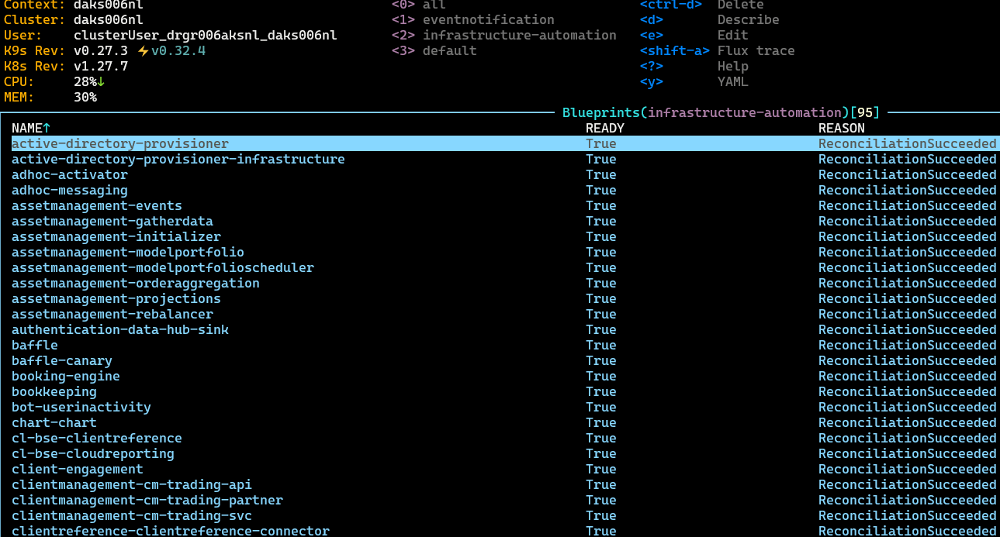 Context: daks006nl <0> all <ctrl-d> Delete
Cluster: daks006nl <1> eventnotification <d> Describe
User: clusterUser_drgr006aksnl_daks006nl <2> infrastructure-automation <e> Edit
K9s Rev: v0.27.3 ⚡v0.32.4 <3> default <shift-a> Flux trace
K8s Rev: v1.27.7 <?> Help
CPU: 28%↓ <y> YAML
MEM: 30%
Blueprints(infrastructure-automation)[95]
NAME↑ READY REASON
active-directory-provisioner True ReconciliationSucceeded
active-directory-provisioner-infrastructure True ReconciliationSucceeded
adhoc-activator True ReconciliationSucceeded
adhoc-messaging True ReconciliationSucceeded
assetmanagement-events True ReconciliationSucceeded
assetmanagement-gatherdata True ReconciliationSucceeded
assetmanagement-initializer True ReconciliationSucceeded
assetmanagement-modelportfolio True ReconciliationSucceeded
assetmanagement-modelportfolioscheduler True ReconciliationSucceeded
assetmanagement-orderaggregation True ReconciliationSucceeded
assetmanagement-projections True ReconciliationSucceeded
assetmanagement-rebalancer True ReconciliationSucceeded
authentication-data-hub-sink True ReconciliationSucceeded
baffle True ReconciliationSucceeded
baffle-canary True ReconciliationSucceeded
booking-engine True ReconciliationSucceeded
bookkeeping True ReconciliationSucceeded
bot-userinactivity True ReconciliationSucceeded
chart-chart True ReconciliationSucceeded
cl-bse-clientreference True ReconciliationSucceeded
cl-bse-cloudreporting True ReconciliationSucceeded
client-engagement True ReconciliationSucceeded
clientmanagement-cm-trading-api True ReconciliationSucceeded
clientmanagement-cm-trading-partner True ReconciliationSucceeded
clientmanagement-cm-trading-svc True ReconciliationSucceeded
clientreference-clientreference-connector True ReconciliationSucceeded